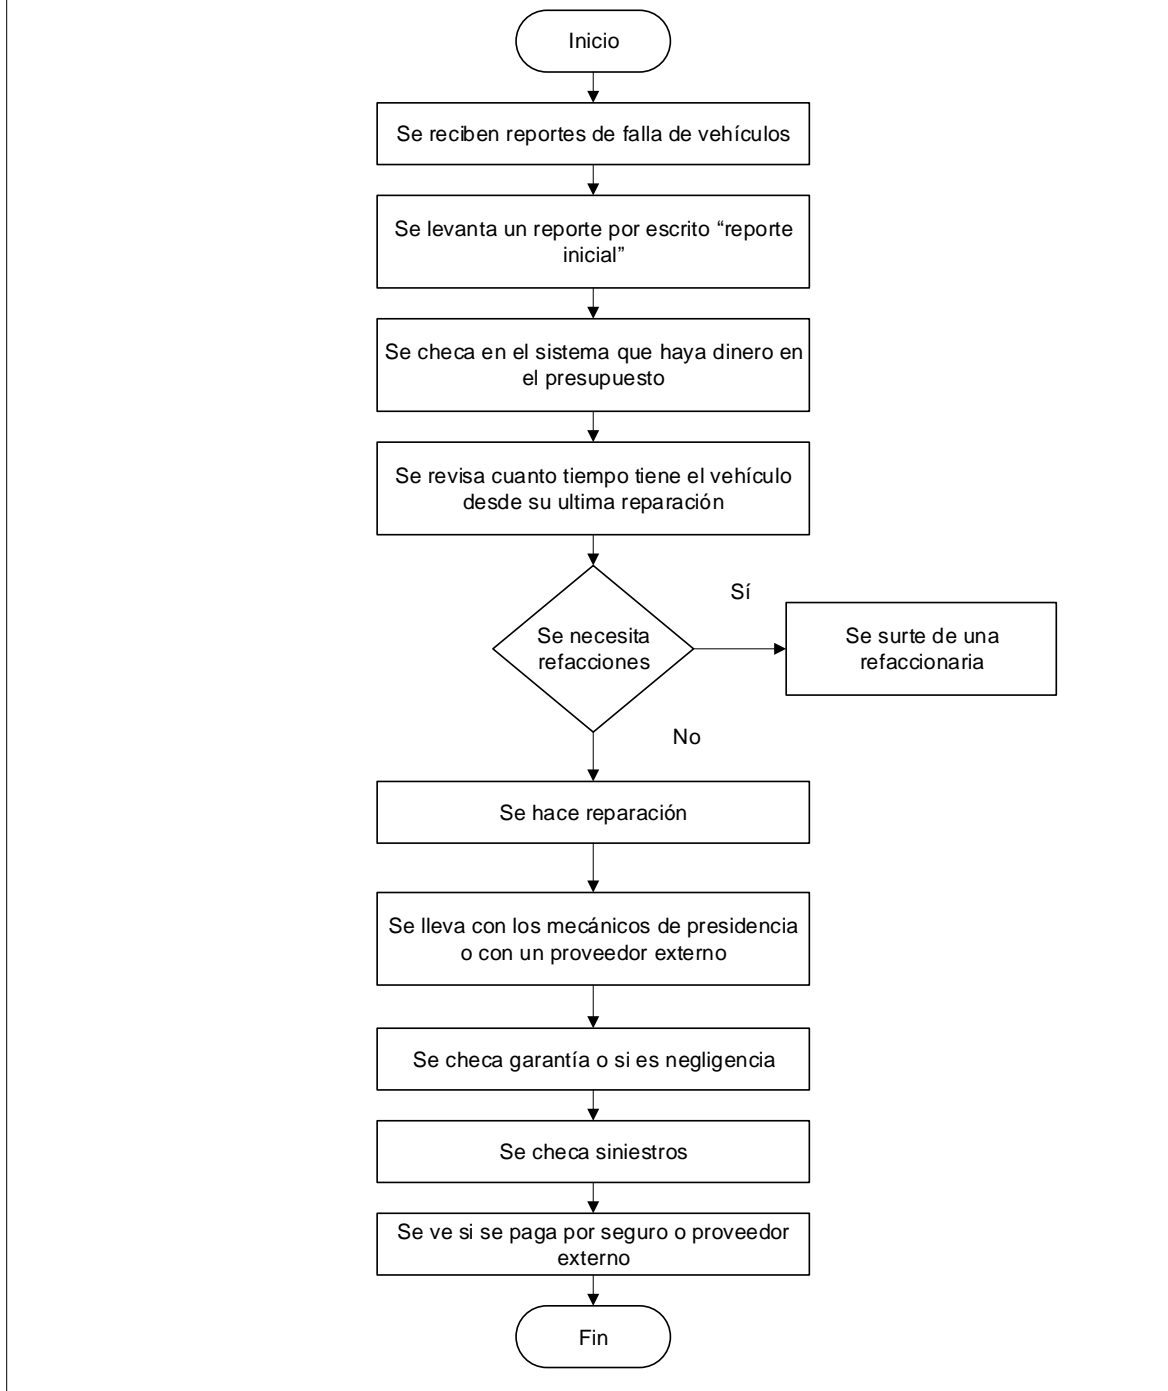 Inicio
Se reciben reportes de falla de vehículos
Se levanta un reporte por escrito “reporte
inicial”
Se checa en el sistema que haya dinero en
el presupuesto
Se revisa cuanto tiempo tiene el vehículo
desde su ultima reparación
Sí
Se necesita
refacciones
Se surte de una
refaccionaria
No
Se hace reparación
Se lleva con los mecánicos de presidencia
o con un proveedor externo
Se checa garantía o si es negligencia
Se checa siniestros
Se ve si se paga por seguro o proveedor
externo
Fin